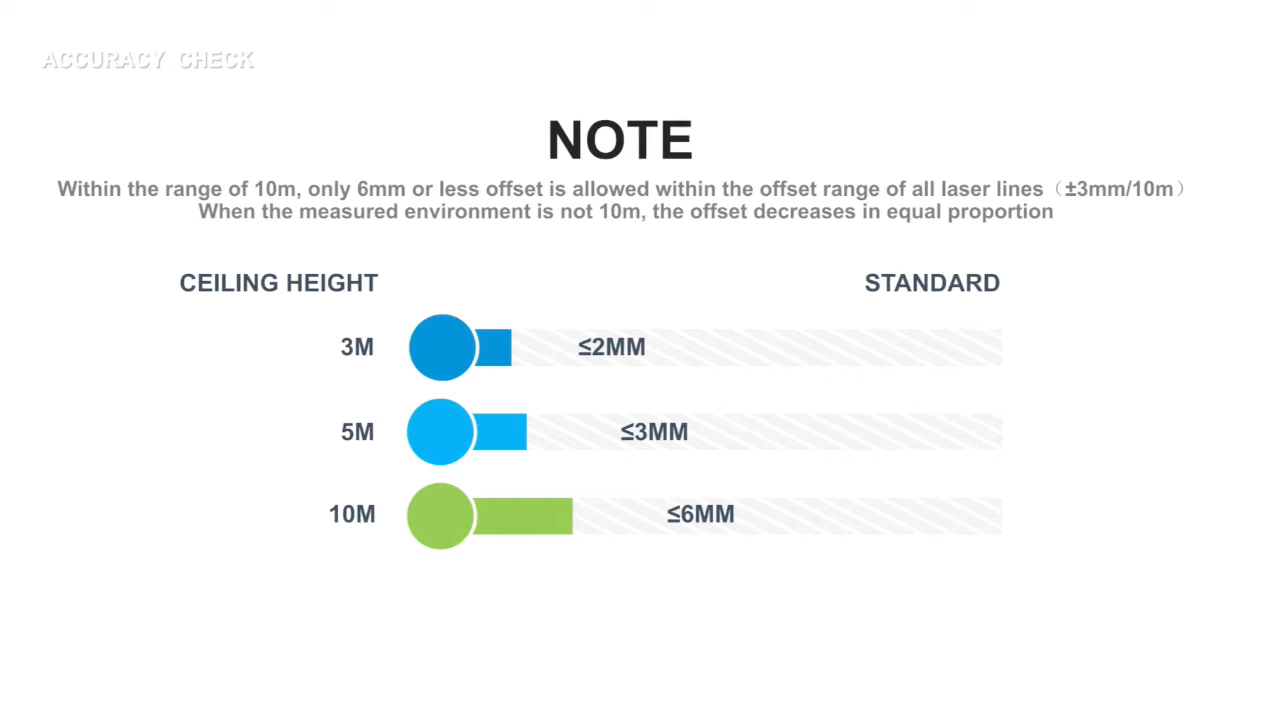 ACCURACY CHECK
NOTE
Within the range of 10m, only 6mm or less offset is allowed within the offset range of all laser lines（±3mm/10m）
When the measured environment is not 10m, the offset decreases in equal proportion
CEILING HEIGHT STANDARD
3M ≤2MM
5M ≤3MM
10M ≤6MM